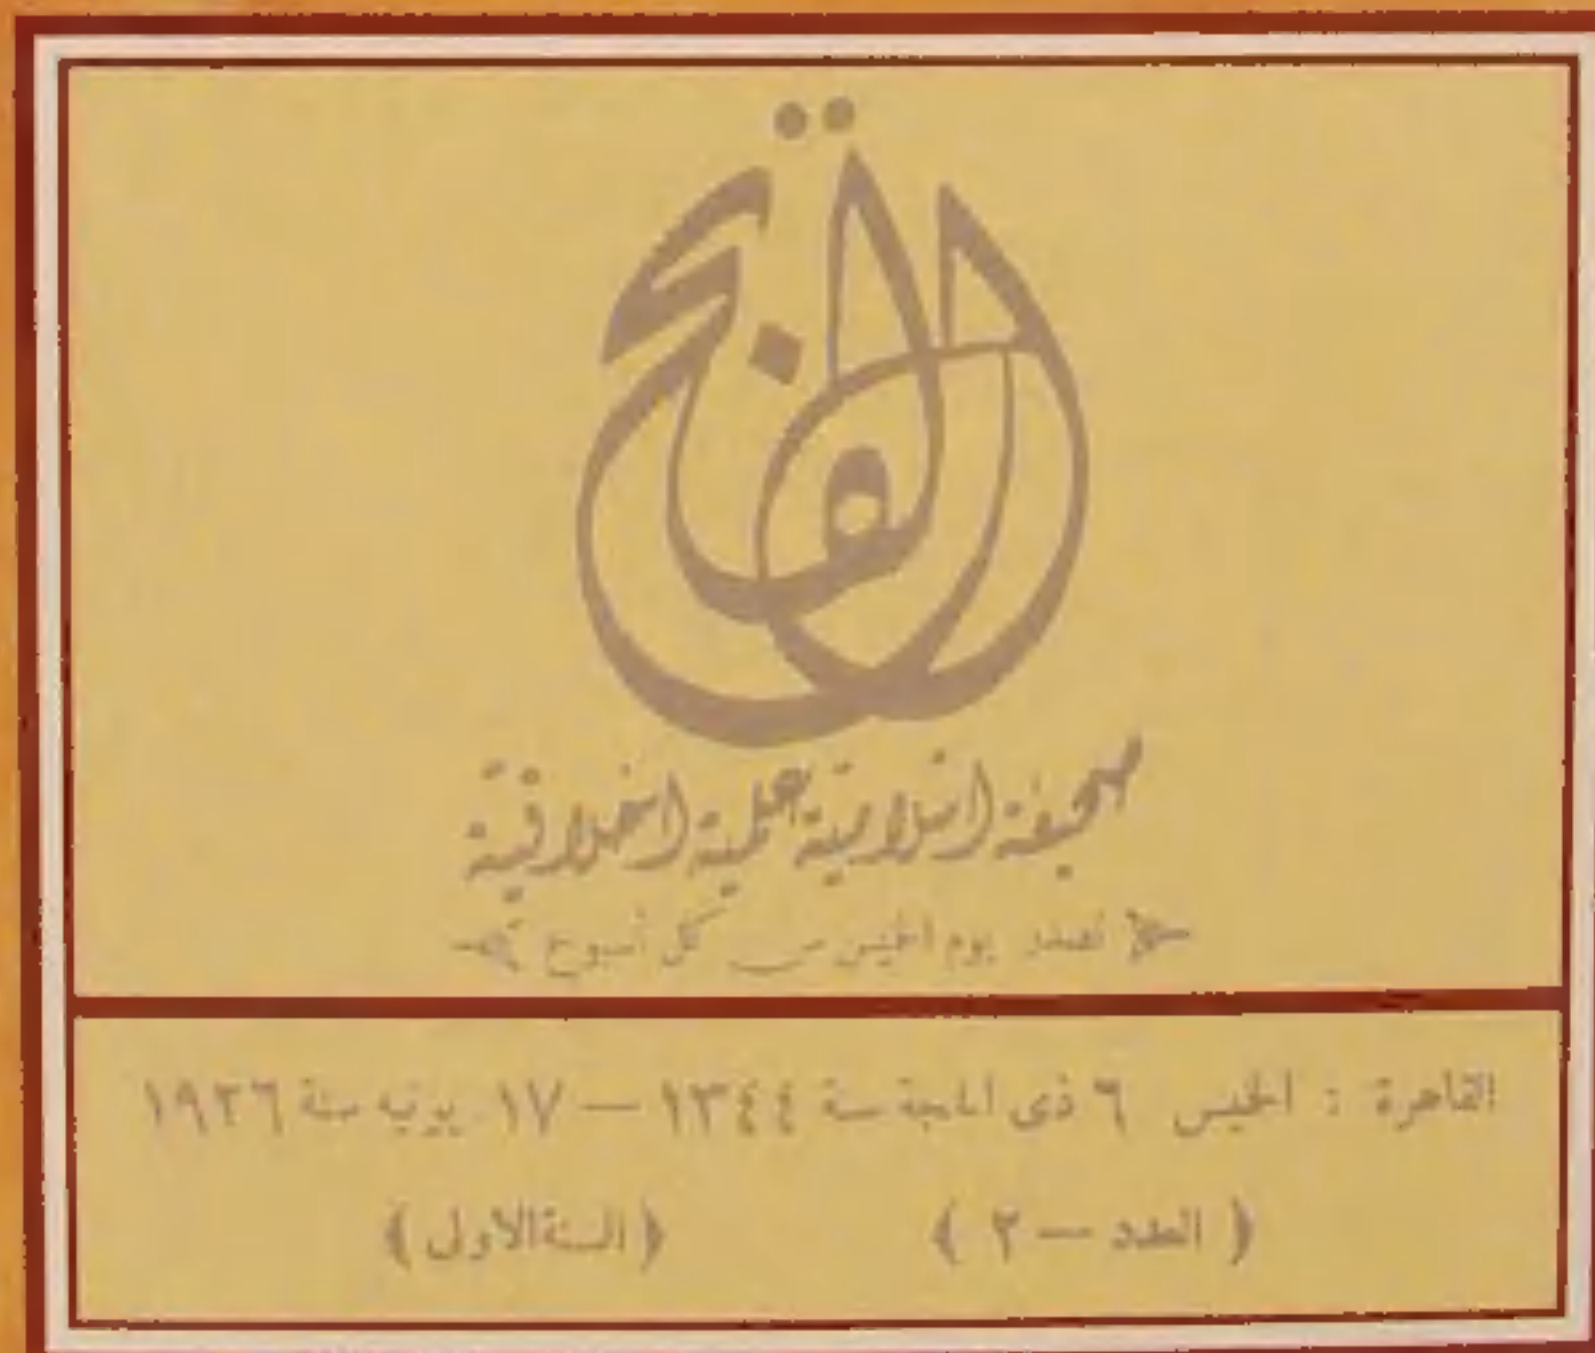 الفتح
صحيفة اسلامية علمية اخلاقية
تصدر يوم الخميس من كل أسبوع
القاهرة : الخميس ٦ ذى الحجة سنة ١٣٤٤ — ١٧ يونيه سنة ١٩٢٦
﴿ العدد — ٢ ﴾ ﴿ السنة الاولى ﴾